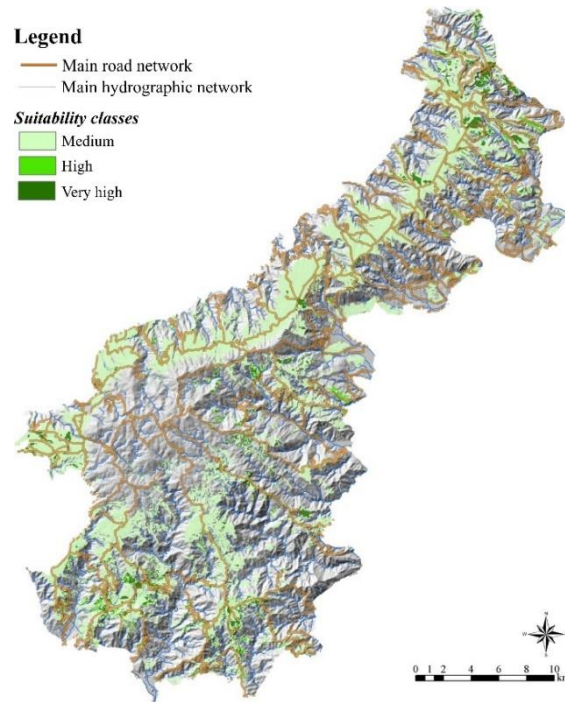 Legend
Main road network
Main hydrographic network
Suitability classes
Medium
High
Very high
N
W
E
S
0 1 2 4 6 8 10
km